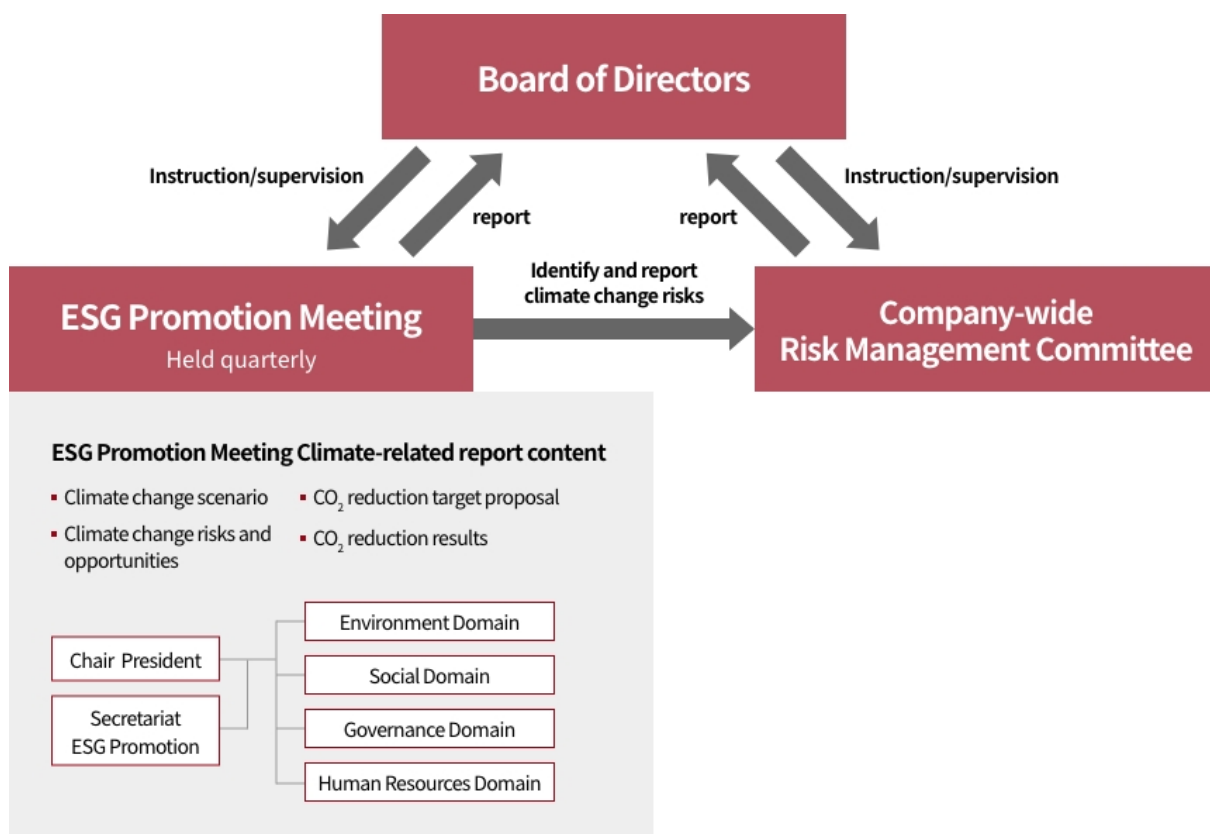 Board of Directors
Instruction/supervision
report
report
Instruction/supervision
Identify and report
climate change risks
ESG Promotion Meeting
Held quarterly
Company-wide
Risk Management Committee
ESG Promotion Meeting Climate-related report content
▪ Climate change scenario
▪ Climate change risks and
opportunities
▪ CO₂ reduction target proposal
▪ CO₂ reduction results
Chair President
Secretariat
ESG Promotion
Environment Domain
Social Domain
Governance Domain
Human Resources Domain